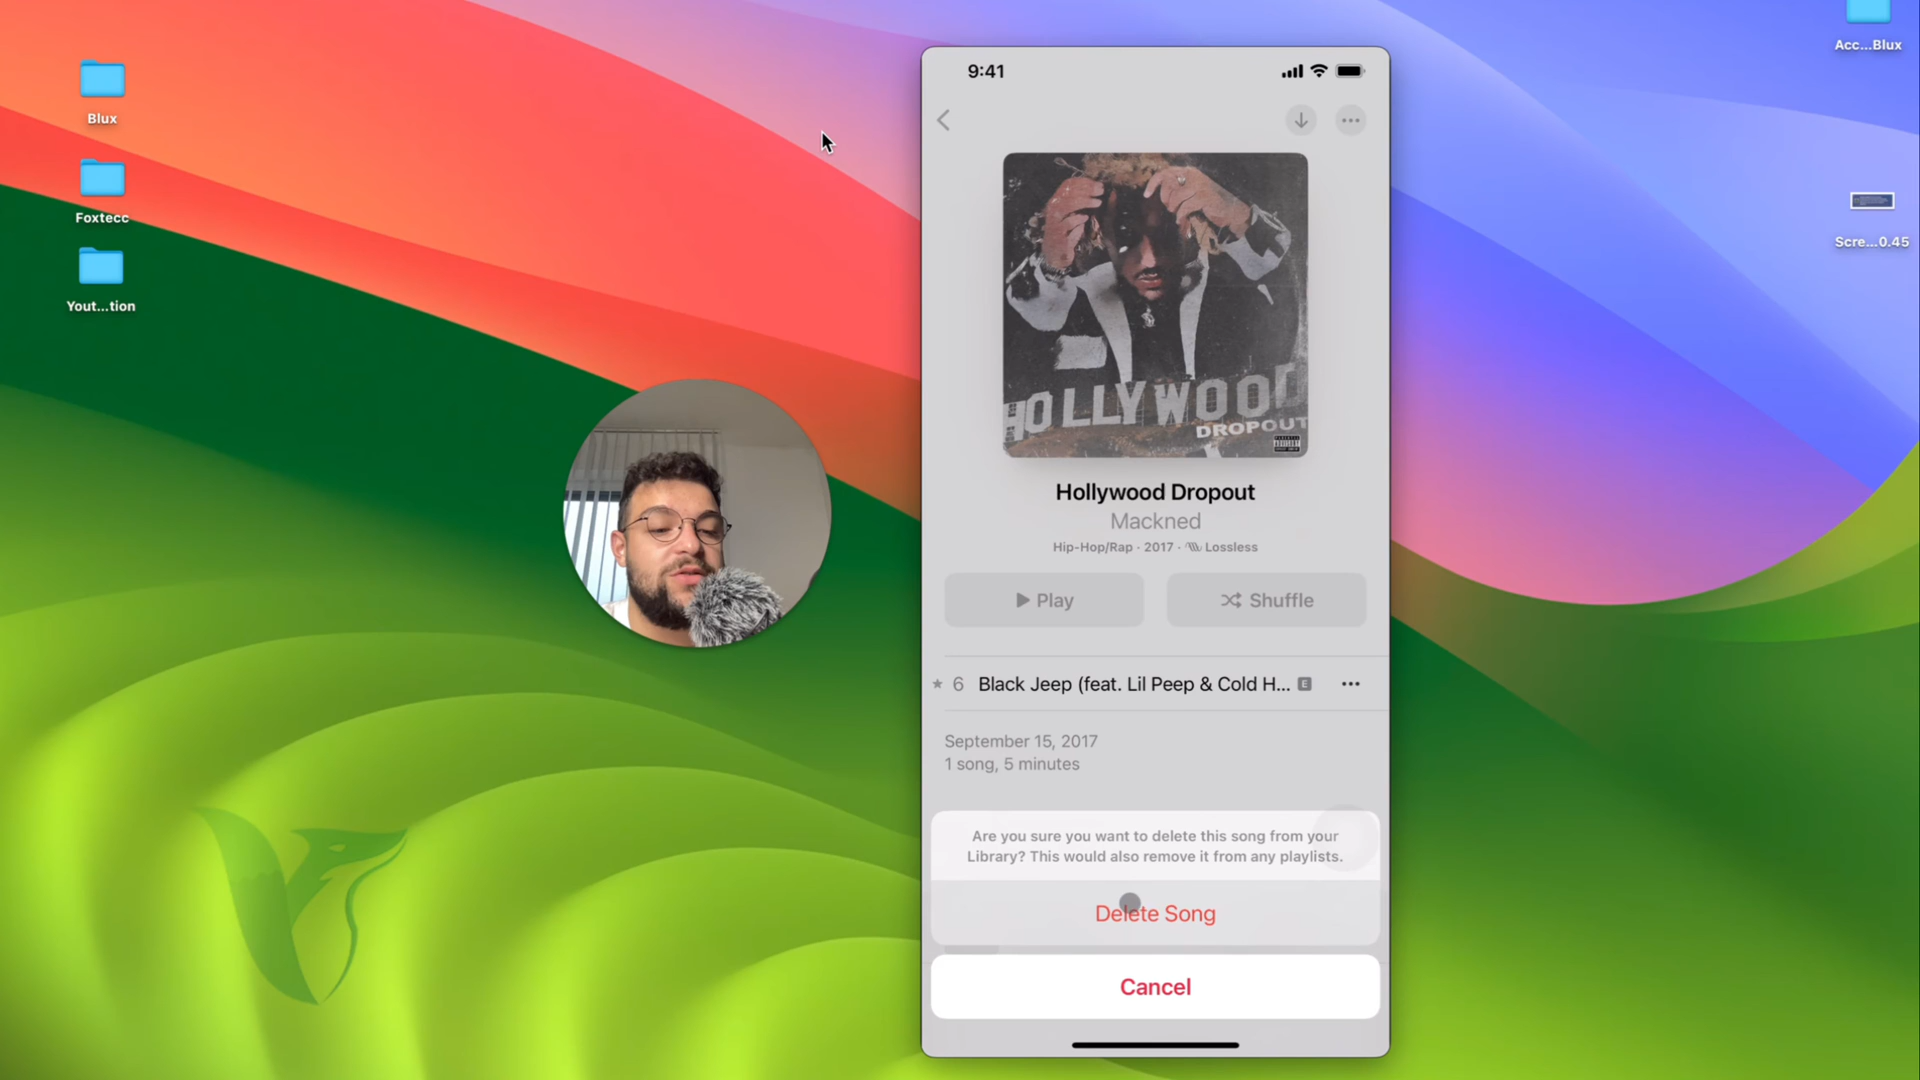 Blux
Foxtecc
Yout...tion
Acc...Blux
Scre...0.45
9:41
HOLLYWOOD
DROPOUT
Hollywood Dropout
Mackned
Hip-Hop/Rap · 2017 · Lossless
Play
Shuffle
★ 6 Black Jeep (feat. Lil Peep & Cold H... E
September 15, 2017
1 song, 5 minutes
Are you sure you want to delete this song from your
Library? This would also remove it from any playlists.
Delete Song
Cancel